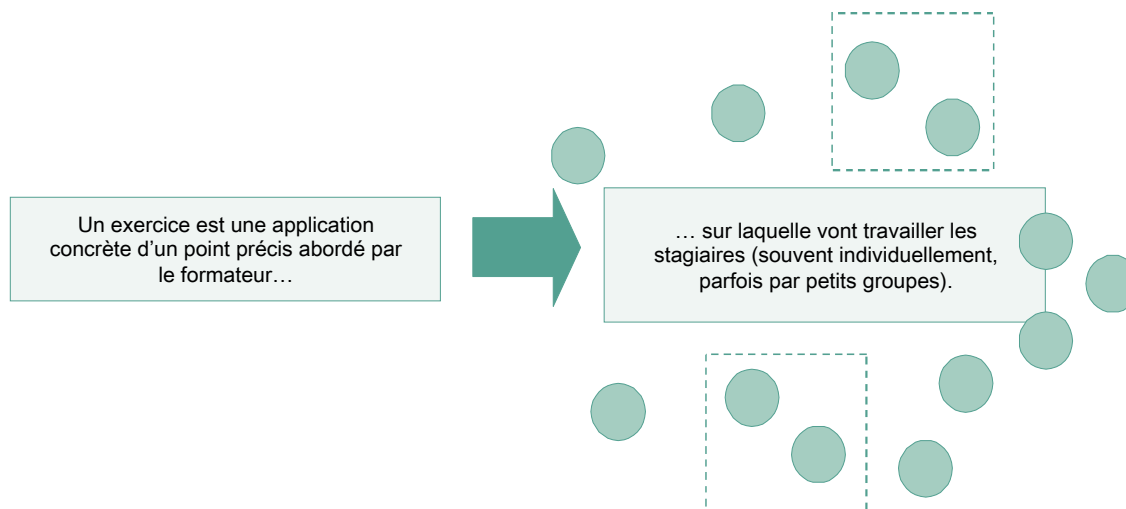 Un exercice est une application
concrète d’un point précis abordé par
le formateur…
… sur laquelle vont travailler les
stagiaires (souvent individuellement,
parfois par petits groupes).